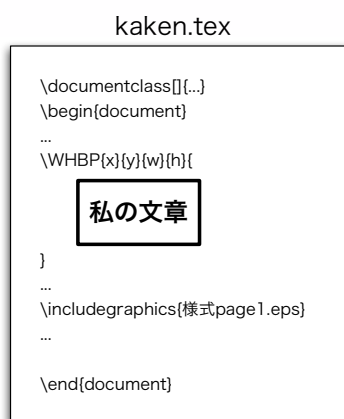 kaken.tex
\documentclass[]{...}
\begin{document}
...
\WHBP{x}{y}{w}{h}{
私の文章
}
...
\includegraphics{様式page1.eps}
...
\end{document}